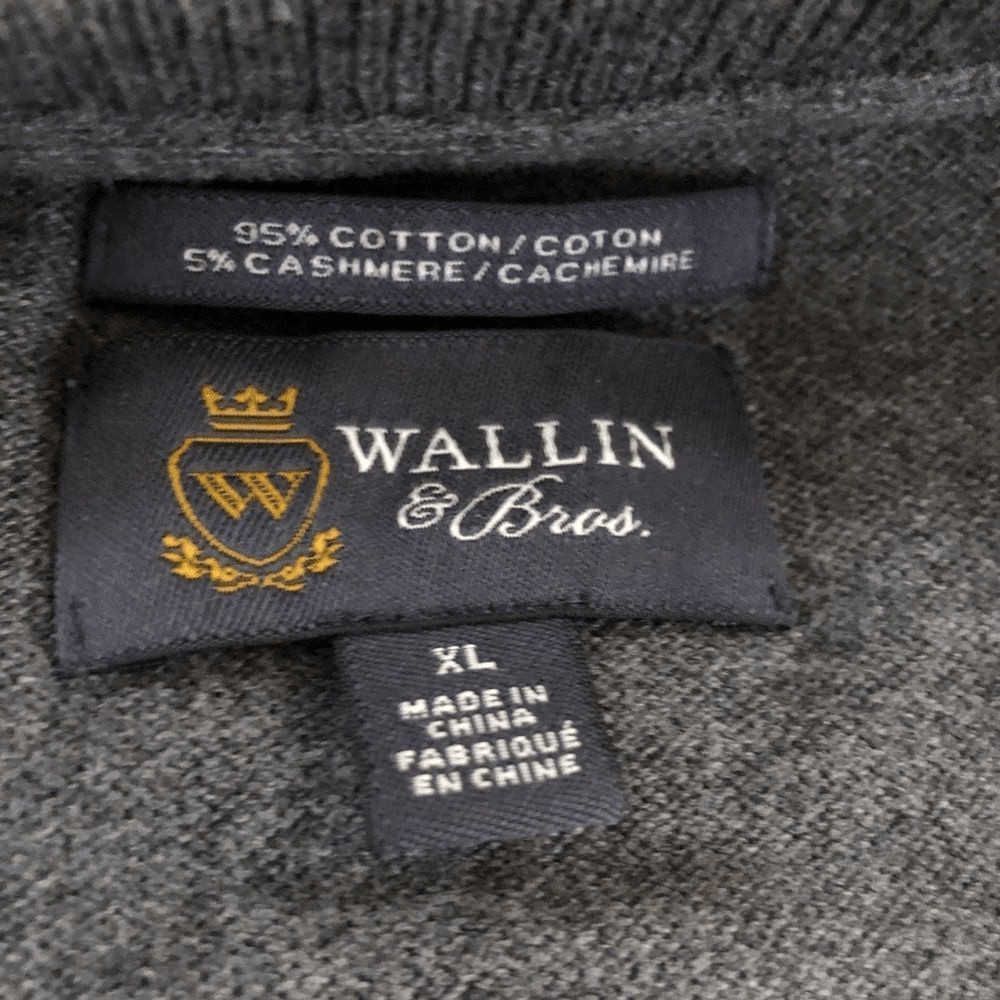 95% COTTON / COTON
5% CASHMERE / CACHEMIRE
W
WALLIN
& Bros.
XL
MADE IN
CHINA
FABRIQUÉ
EN CHINE